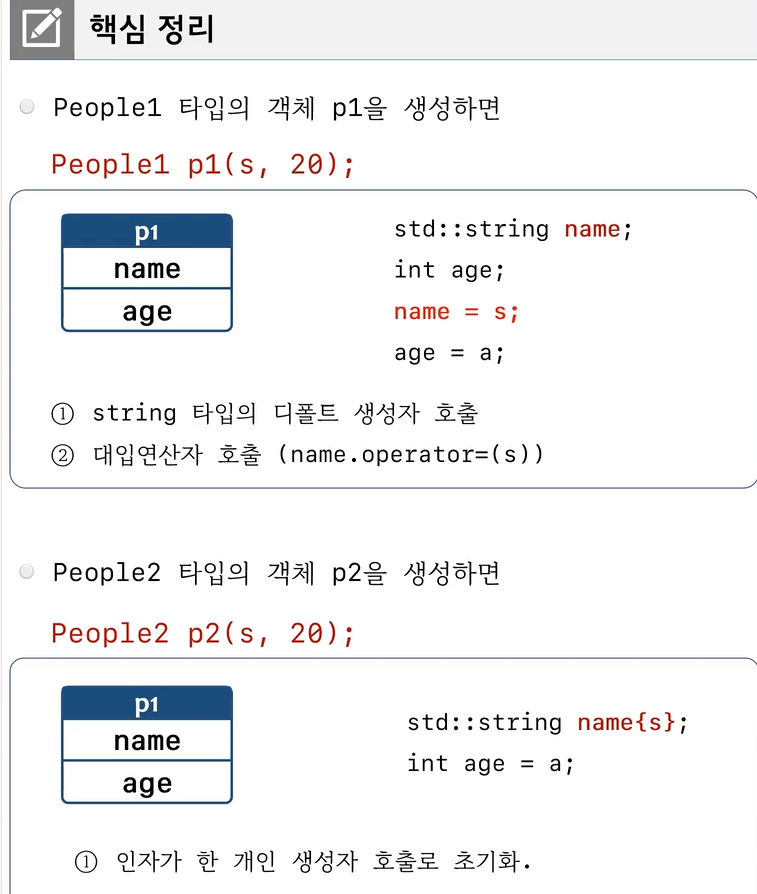 핵심 정리
People1 타입의 객체 p1을 생성하면
People1 p1(s, 20);
p1
name
age
std::string name;
int age;
name = s;
age = a;
① string 타입의 디폴트 생성자 호출
② 대입연산자 호출 (name.operator=(s))
People2 타입의 객체 p2을 생성하면
People2 p2(s, 20);
p1
name
age
std::string name{s};
int age = a;
① 인자가 한 개인 생성자 호출로 초기화.